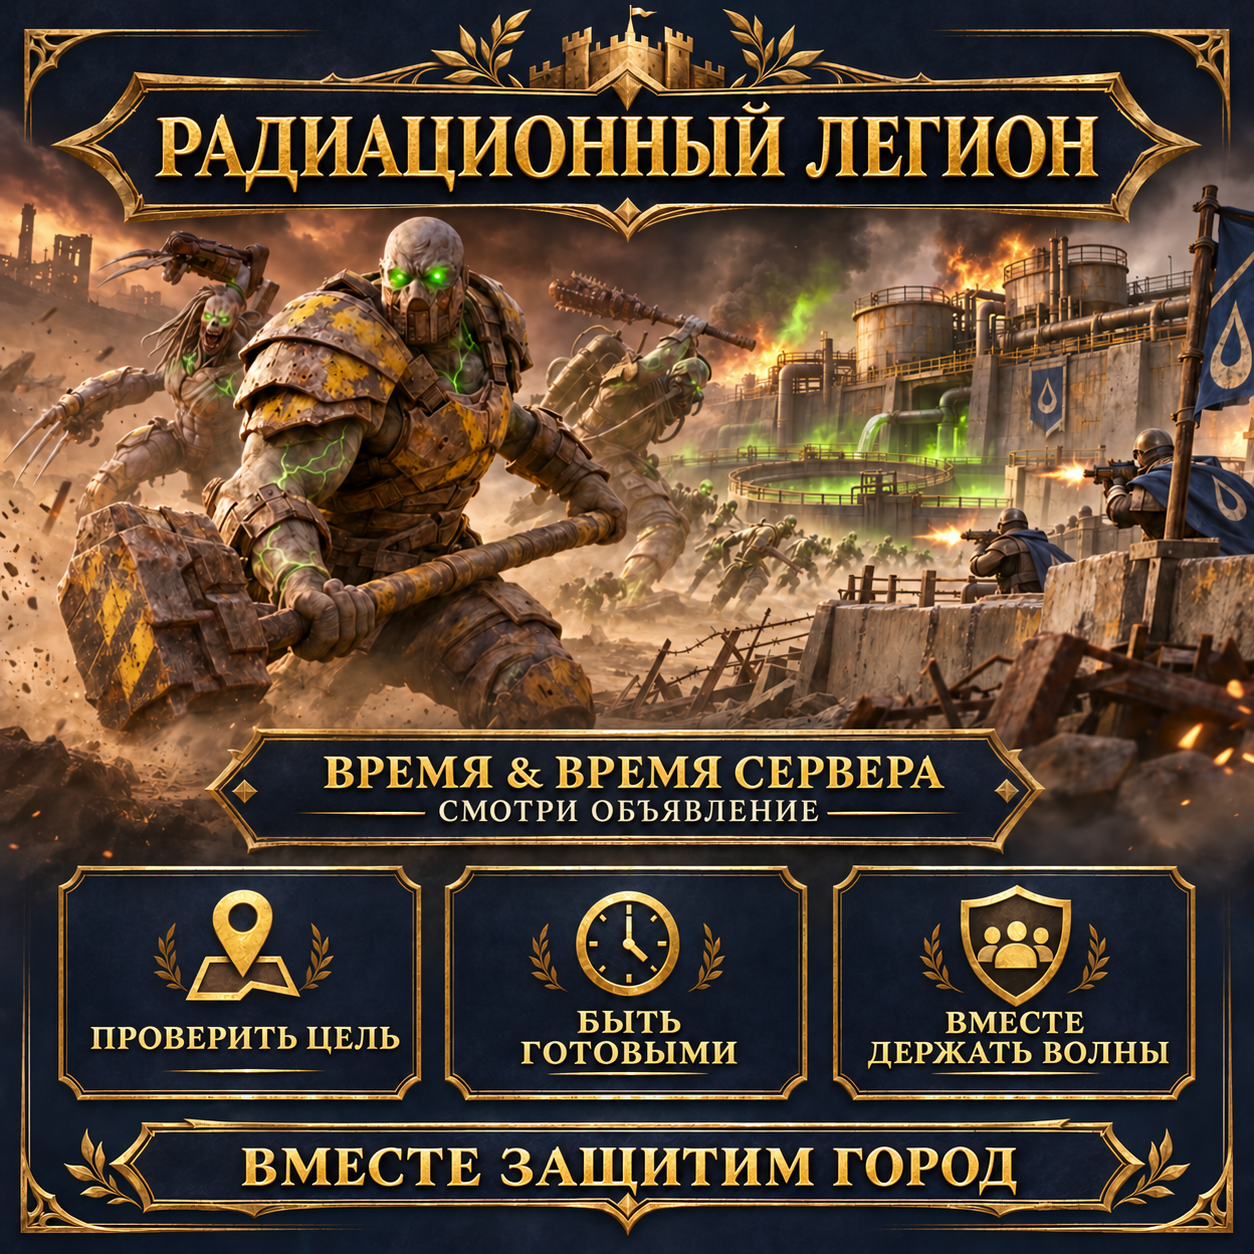 РАДИАЦИОННЫЙ ЛЕГИОН
ВРЕМЯ & ВРЕМЯ СЕРВЕРА
СМОТРИ ОБЪЯВЛЕНИЕ
ПРОВЕРИТЬ ЦЕЛЬ
БЫТЬ
ГОТОВЫМИ
ВМЕСТЕ
ДЕРЖАТЬ ВОЛНЫ
ВМЕСТЕ ЗАЩИТИМ ГОРОД